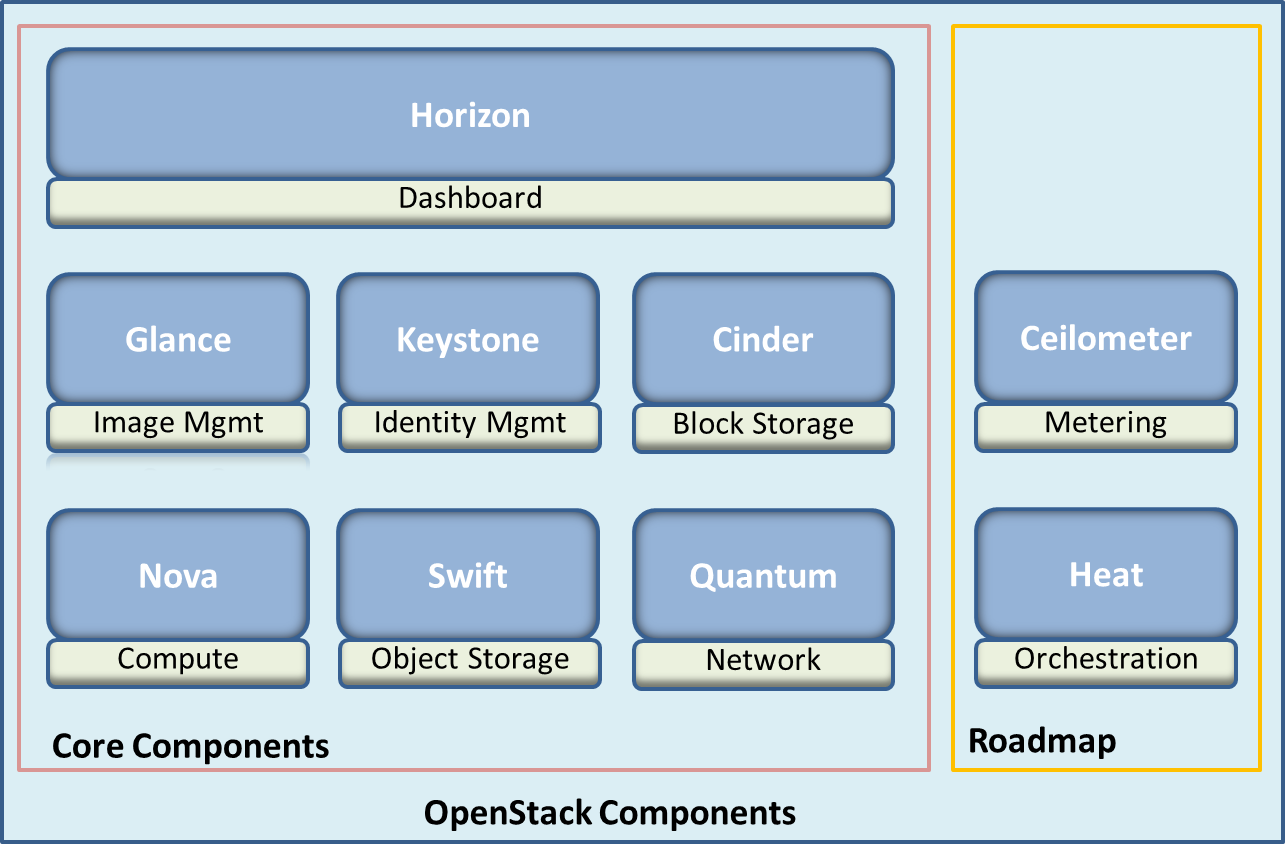 Horizon
Dashboard
Glance
Image Mgmt
Keystone
Identity Mgmt
Cinder
Block Storage
Nova
Compute
Swift
Object Storage
Quantum
Network
Core Components
Ceilometer
Metering
Heat
Orchestration
Roadmap
OpenStack Components